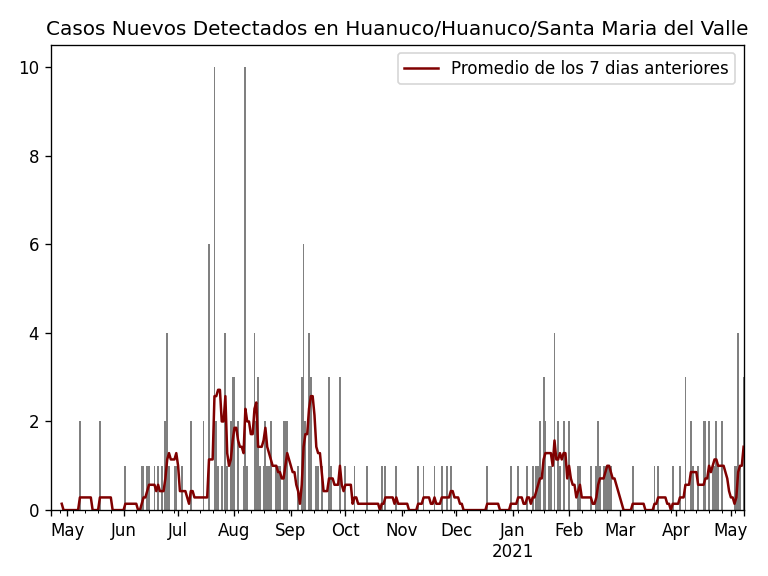 Casos Nuevos Detectados en Huanuco/Huanuco/Santa Maria del Valle
Promedio de los 7 dias anteriores
10
8
6
4
2
0
May Jun Jul Aug Sep Oct Nov Dec Jan Feb Mar Apr May
2021